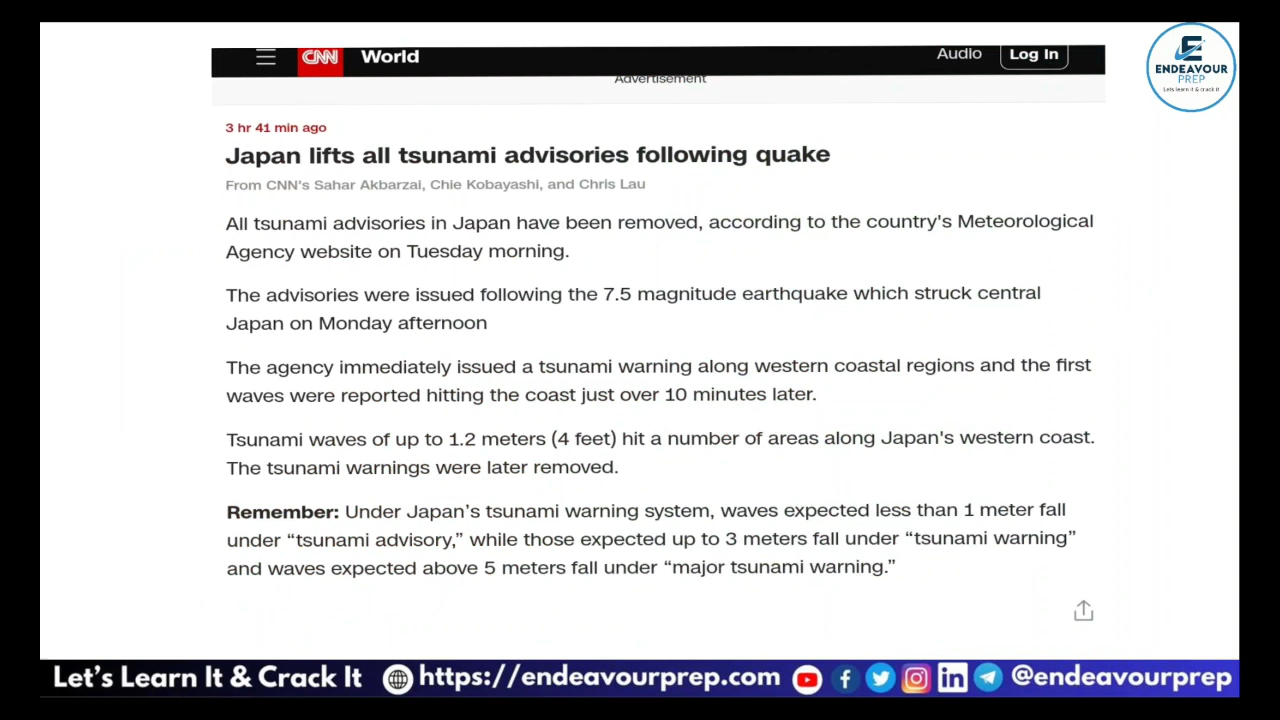 CNN World Audio Log In
ENDEAVOUR
PREP
Lets learn it & crack it
Advertisement
3 hr 41 min ago
Japan lifts all tsunami advisories following quake
From CNN's Sahar Akbarzai, Chie Kobayashi, and Chris Lau
All tsunami advisories in Japan have been removed, according to the country's Meteorological
Agency website on Tuesday morning.
The advisories were issued following the 7.5 magnitude earthquake which struck central
Japan on Monday afternoon
The agency immediately issued a tsunami warning along western coastal regions and the first
waves were reported hitting the coast just over 10 minutes later.
Tsunami waves of up to 1.2 meters (4 feet) hit a number of areas along Japan's western coast.
The tsunami warnings were later removed.
Remember: Under Japan's tsunami warning system, waves expected less than 1 meter fall
under “tsunami advisory,” while those expected up to 3 meters fall under “tsunami warning”
and waves expected above 5 meters fall under “major tsunami warning.”
Let's Learn It & Crack It https://endeavourprep.com @endeavourprep